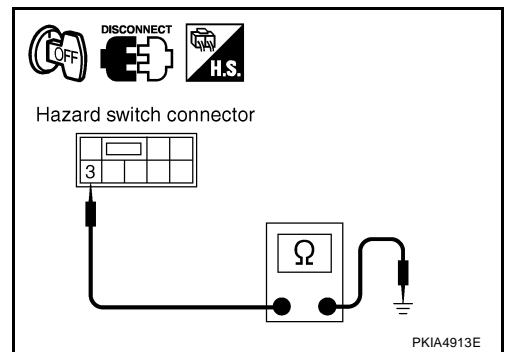 DISCONNECT
OFF
H.S.
Hazard switch connector
3
Ω
PKIA4913E